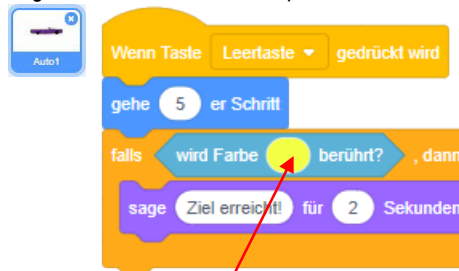 Auto1
Wenn Taste Leertaste gedrückt wird
gehe 5 er Schritt
falls wird Farbe berührt? , dann
sage Ziel erreicht! für 2 Sekunden